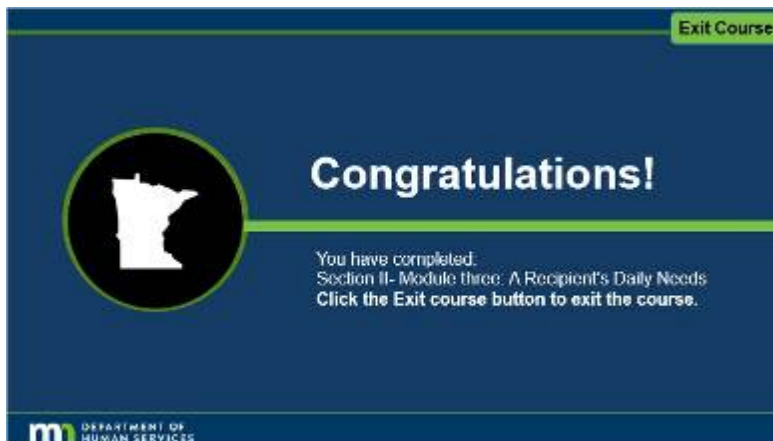 Exit Course
Congratulations!
You have completed:
Section II- Module three: A Recipient's Daily Needs
Click the Exit course button to exit the course.
DEPARTMENT OF
HUMAN SERVICES